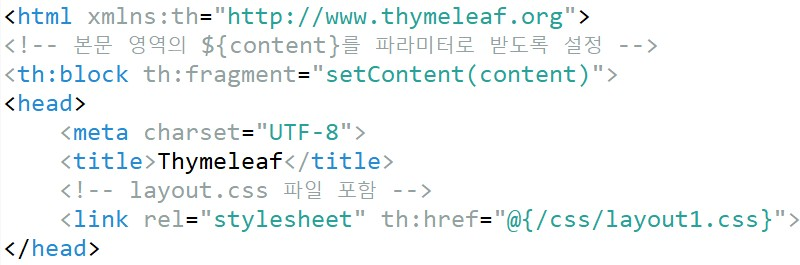 <html xmlns:th="http://www.thymeleaf.org">
<!-- 본문 영역의 ${content}를 파라미터로 받도록 설정 -->
<th:block th:fragment="setContent(content)">
<head>
    <meta charset="UTF-8">
    <title>Thymeleaf</title>
    <!-- layout.css 파일 포함 -->
    <link rel="stylesheet" th:href="@{/css/layout1.css}">
</head>